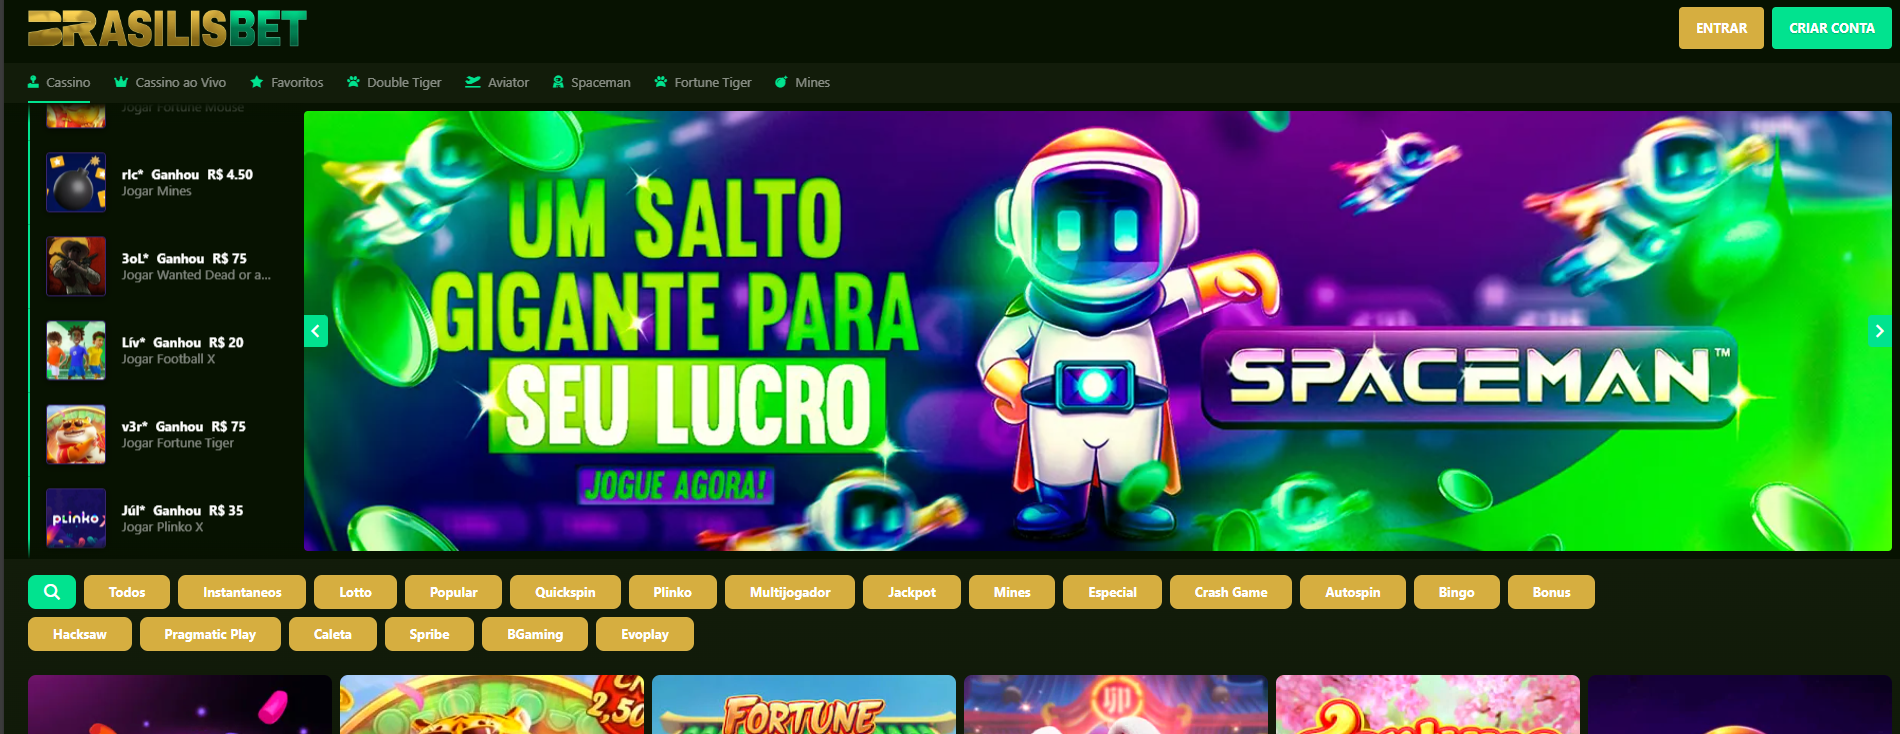 BRASILISBET
ENTRAR
CRIAR CONTA
Cassino
Cassino ao Vivo
Favoritos
Double Tiger
Aviator
Spaceman
Fortune Tiger
Mines
Jogar Fortune Mouse
rlc* Ganhou R$ 4.50
Jogar Mines
3oL* Ganhou R$ 75
Jogar Wanted Dead or a...
Lív* Ganhou R$ 20
Jogar Football X
v3r* Ganhou R$ 75
Jogar Fortune Tiger
PLINKO
Júl* Ganhou R$ 35
Jogar Plinko X
UM SALTO
GIGANTE PARA
SEU LUCRO
JOGUE AGORA!
SPACEMAN™
Todos
Instantaneos
Lotto
Popular
Quickspin
Plinko
Multijogador
Jackpot
Mines
Especial
Crash Game
Autospin
Bingo
Bonus
Hacksaw
Pragmatic Play
Caleta
Spribe
BGaming
Evoplay
2,50
FORTUNE